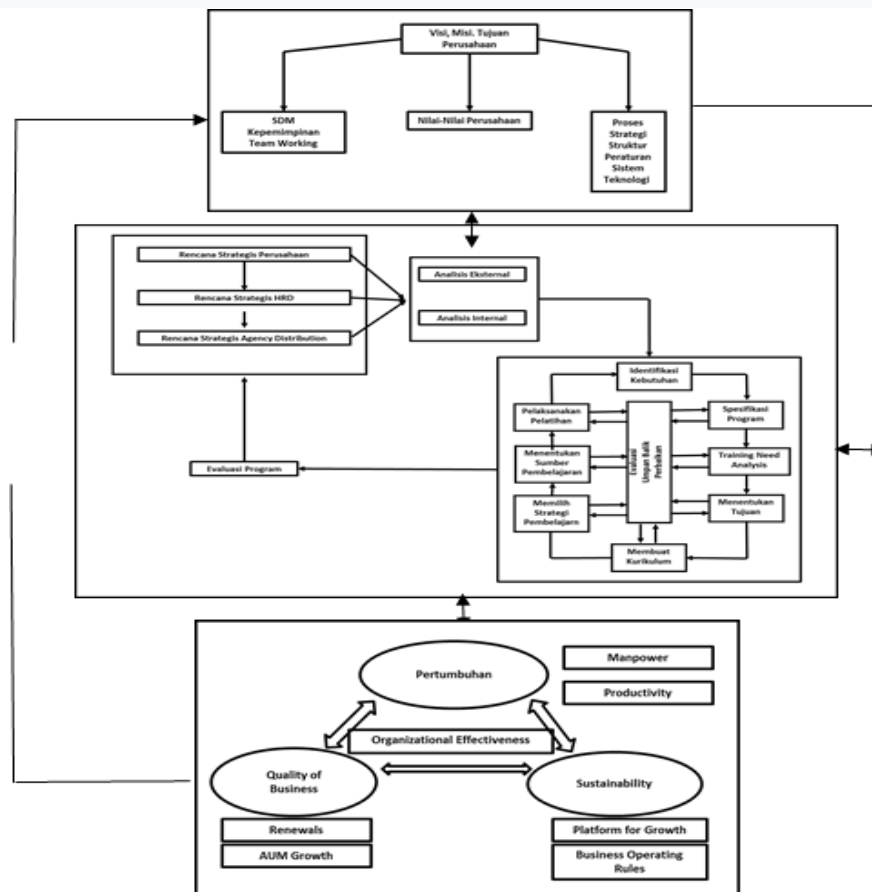 Visi, Misi. Tujuan
Perusahaan
SDM
Kepemimpinan
Team Working
Nilai-Nilai Perusahaan
Proses
Strategi
Struktur
Peraturan
Sistem
Teknologi
Rencana Strategis Perusahaan
Rencana Strategis HRD
Rencana Strategis Agency Distribution
Analisis Eksternal
Analisis Internal
Identifikasi
Kebutuhan
Pelaksanakan
Pelatihan
Spesifikasi
Program
Menentukan
Sumber
Pembelajaran
Evaluasi
Umpan Balik
Perbaikan
Training Need
Analysis
Memilih
Strategi
Pembelajarn
Menentukan
Tujuan
Membuat
Kurikulum
Evaluasi Program
Pertumbuhan
Manpower
Productivity
Organizational Effectiveness
Quality of
Business
Sustainability
Renewals
AUM Growth
Platform for Growth
Business Operating
Rules